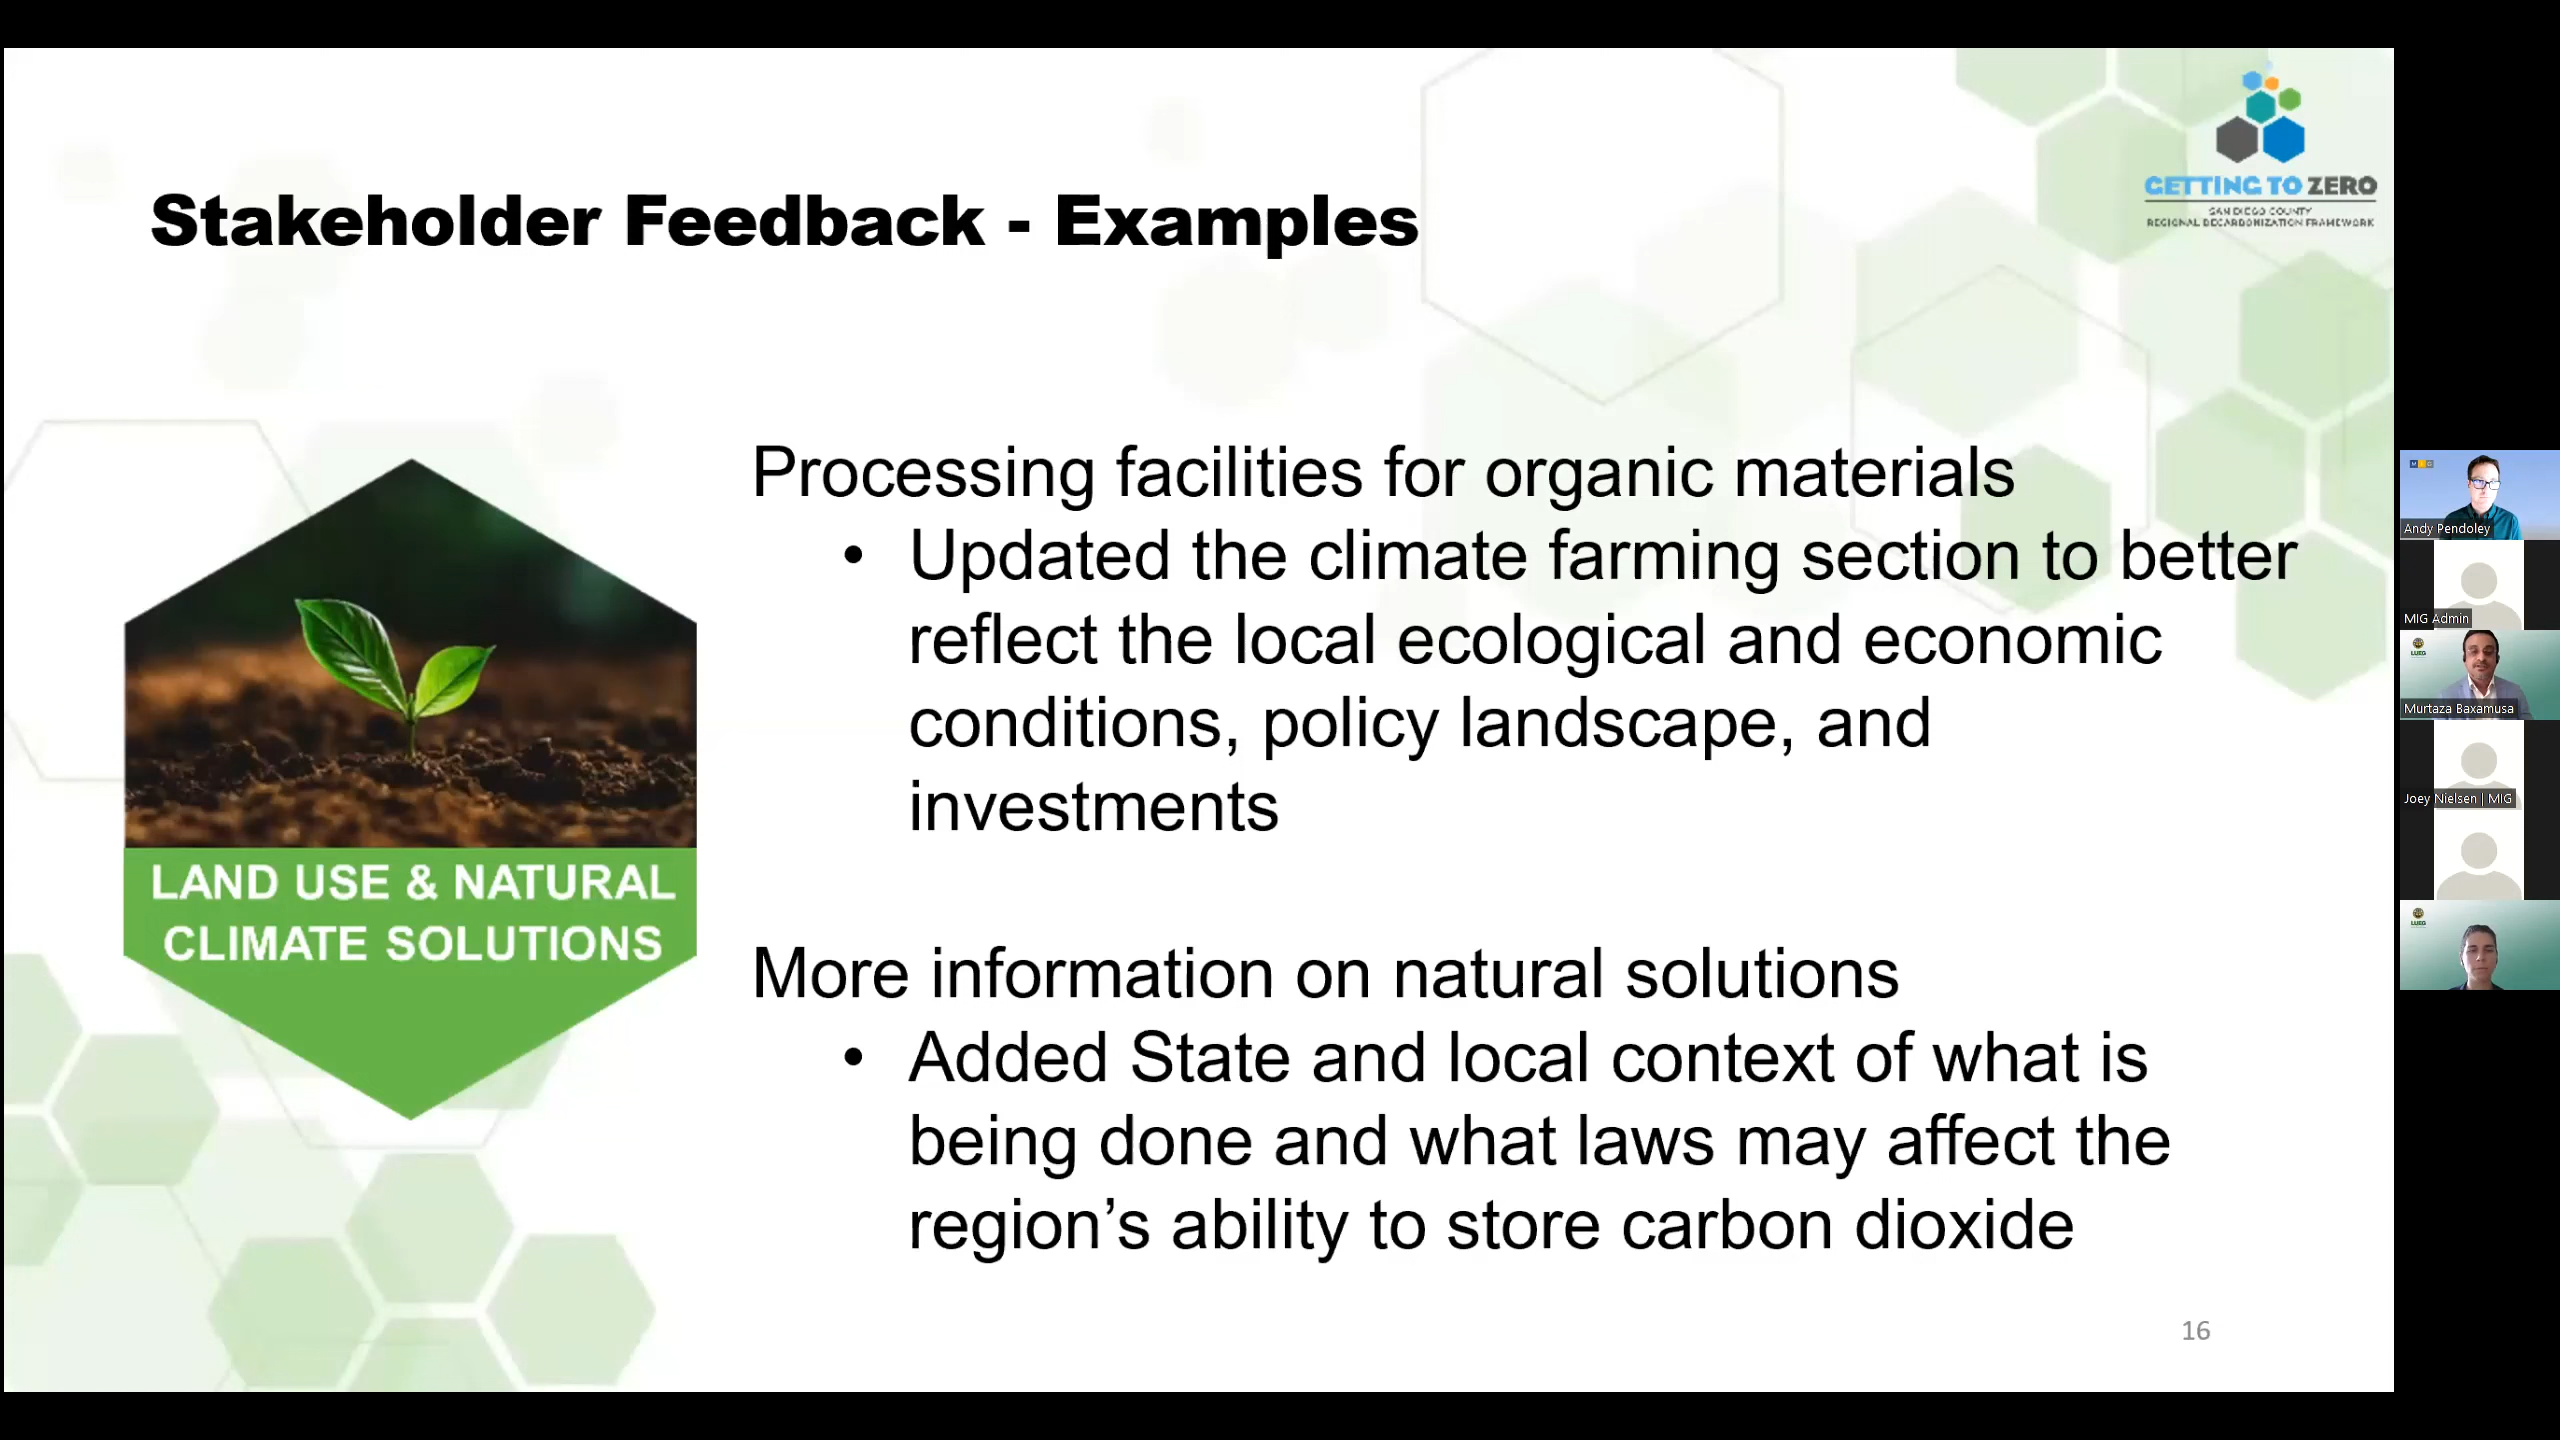 GETTING TO ZERO
SAN DIEGO COUNTY
REGIONAL DECARBONIZATION FRAMEWORK
Stakeholder Feedback - Examples
Processing facilities for organic materials
• Updated the climate farming section to better
reflect the local ecological and economic
conditions, policy landscape, and
investments
LAND USE & NATURAL
CLIMATE SOLUTIONS
More information on natural solutions
• Added State and local context of what is
being done and what laws may affect the
region’s ability to store carbon dioxide
16
MIG
Andy Pendoley
MIG Admin
LUEG
Murtaza Baxamusa
Joey Nielsen | MIG
LUEG